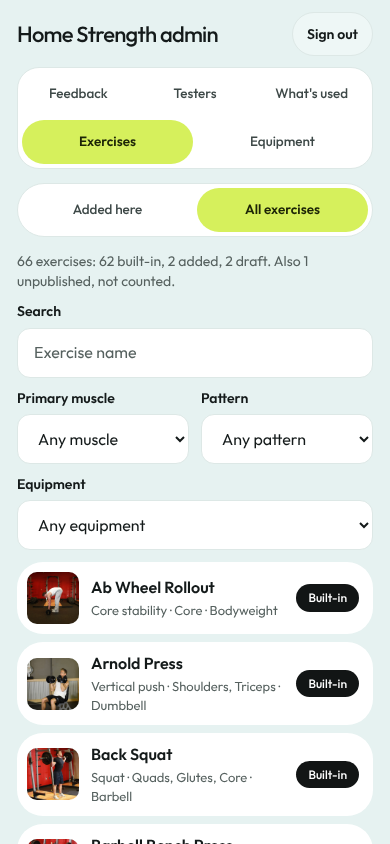 Home Strength admin
Sign out
Feedback
Testers
What's used
Exercises
Equipment
Added here
All exercises
66 exercises: 62 built-in, 2 added, 2 draft. Also 1
unpublished, not counted.
Search
Exercise name
Primary muscle
Pattern
Any muscle
Any pattern
Equipment
Any equipment
Ab Wheel Rollout
Core stability · Core · Bodyweight
Built-in
Arnold Press
Vertical push · Shoulders, Triceps ·
Dumbbell
Built-in
Back Squat
Squat · Quads, Glutes, Core ·
Barbell
Built-in
Barbell Bench Press